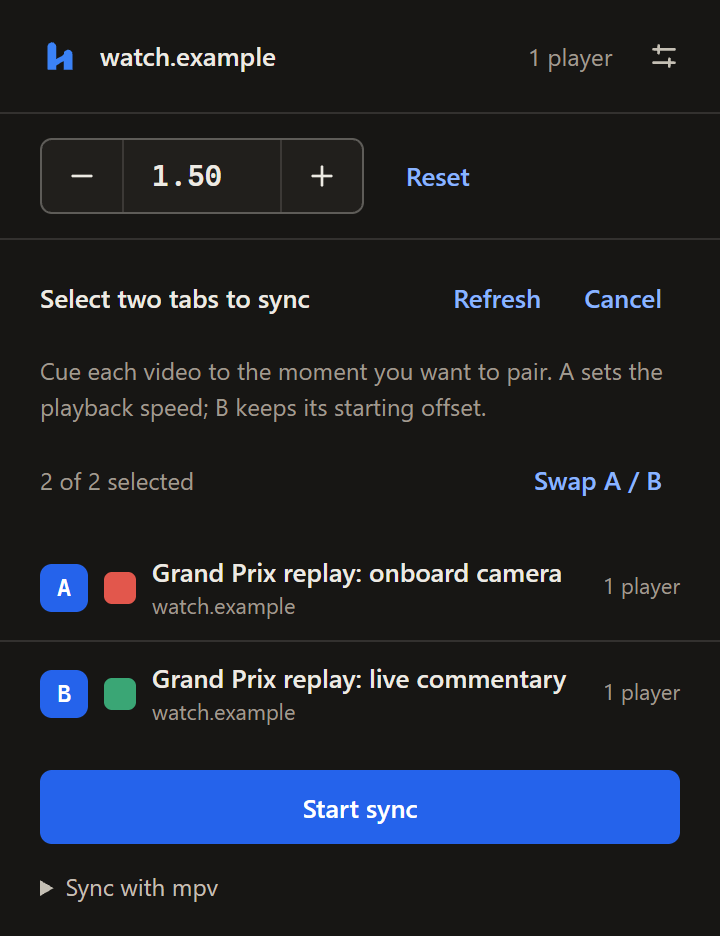 watch.example 1 player
− 1.50 + Reset
Select two tabs to sync Refresh Cancel
Cue each video to the moment you want to pair. A sets the
playback speed; B keeps its starting offset.
2 of 2 selected Swap A / B
A Grand Prix replay: onboard camera 1 player
watch.example
B Grand Prix replay: live commentary 1 player
watch.example
Start sync
Sync with mpv